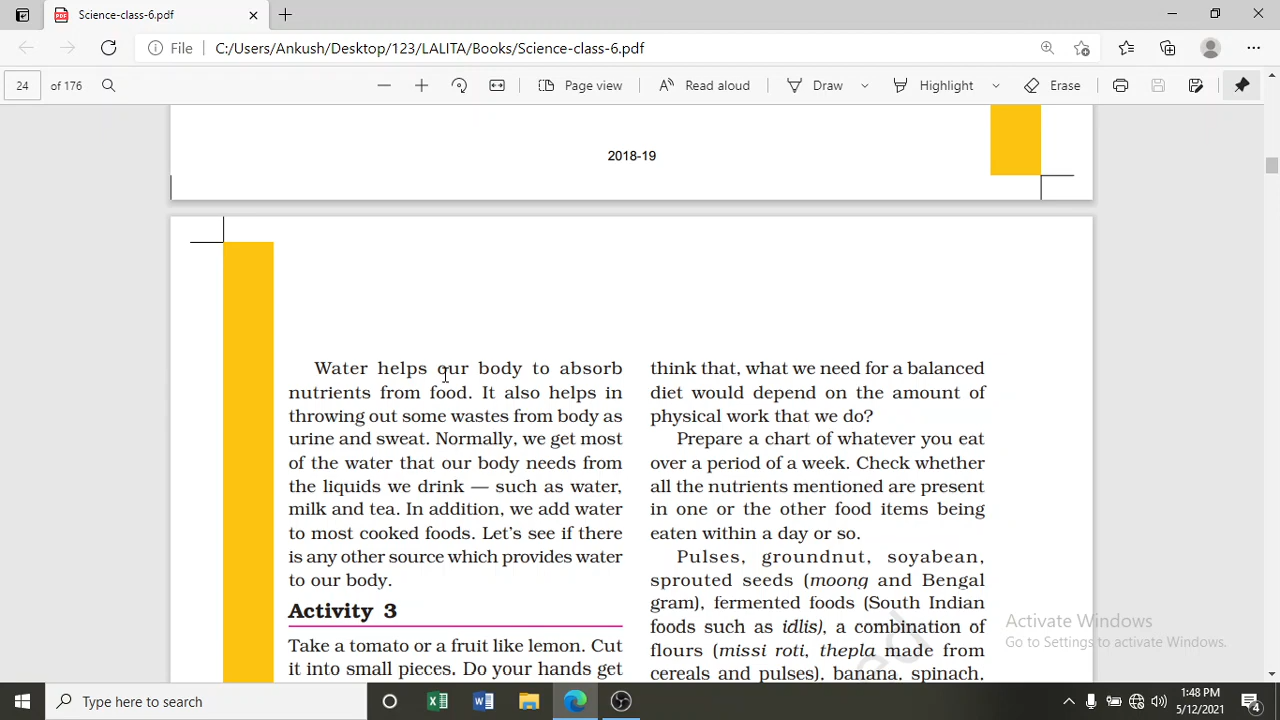 Science-class-6.pdf
File C:/Users/Ankush/Desktop/123/LALITA/Books/Science-class-6.pdf
24 of 176 Page view Read aloud Draw Highlight Erase
2018-19
Water helps our body to absorb
nutrients from food. It also helps in
throwing out some wastes from body as
urine and sweat. Normally, we get most
of the water that our body needs from
the liquids we drink — such as water,
milk and tea. In addition, we add water
to most cooked foods. Let's see if there
is any other source which provides water
to our body.
Activity 3
Take a tomato or a fruit like lemon. Cut
it into small pieces. Do your hands get
think that, what we need for a balanced
diet would depend on the amount of
physical work that we do?
Prepare a chart of whatever you eat
over a period of a week. Check whether
all the nutrients mentioned are present
in one or the other food items being
eaten within a day or so.
Pulses, groundnut, soyabean,
sprouted seeds (moong and Bengal
gram), fermented foods (South Indian
foods such as idlis), a combination of
flours (missi roti, thepla made from
cereals and pulses), banana, spinach,
Activate Windows
Go to Settings to activate Windows.
Type here to search
1:48 PM
5/12/2021
4